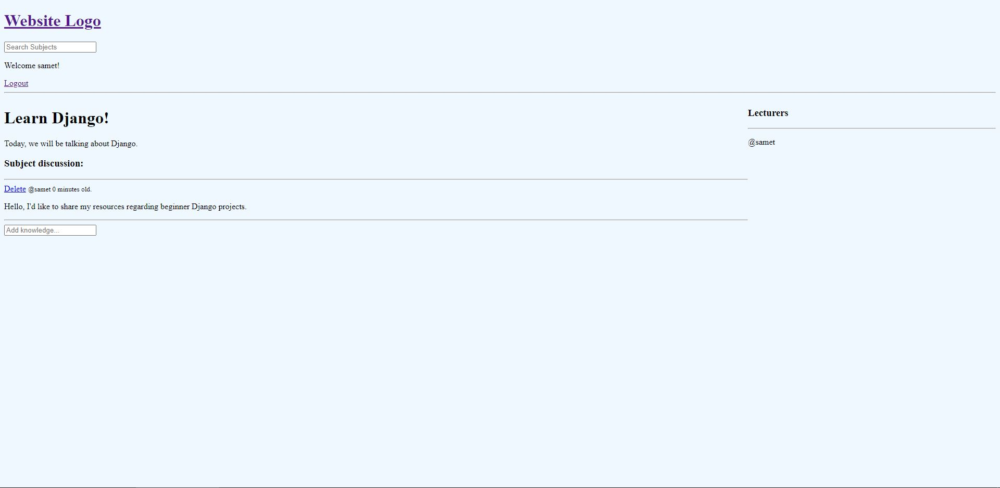 Website Logo
Search Subjects
Welcome samet!
Logout
Learn Django!
Today, we will be talking about Django.
Subject discussion:
Delete @samet 0 minutes old.
Hello, I'd like to share my resources regarding beginner Django projects.
Add knowledge...
Lecturers
@samet